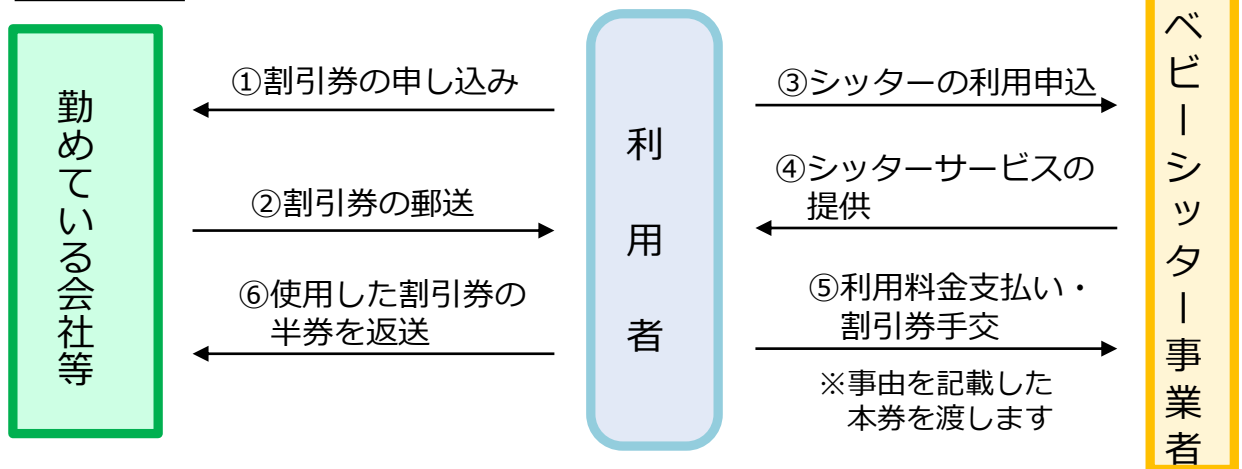 勤めている会社等
①割引券の申し込み
②割引券の郵送
⑥使用した割引券の
半券を返送
利用者
③シッターの利用申込
④シッターサービスの
提供
⑤利用料金支払い・
割引券手交
※事由を記載した
本券を渡します
ベビーシッター事業者